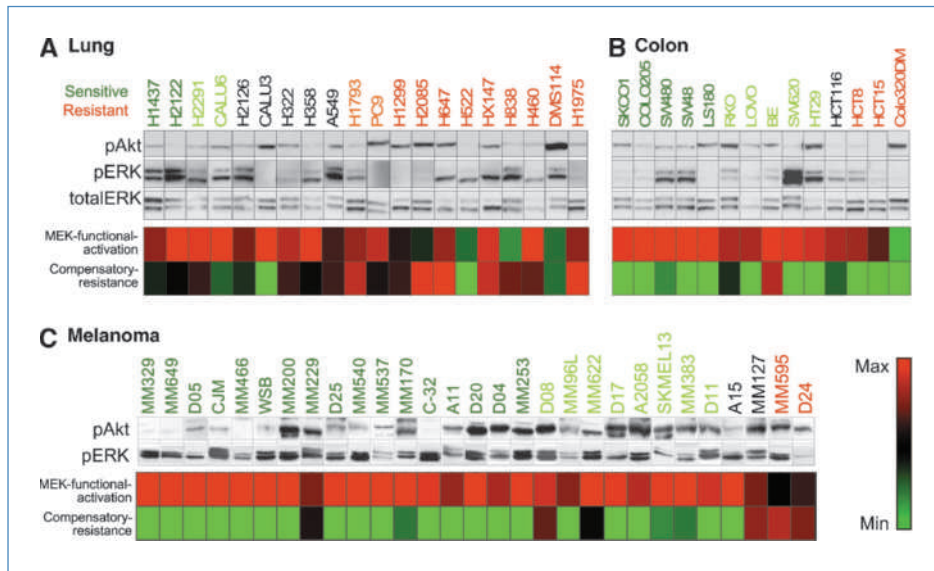 A Lung
Sensitive
Resistant
H1437 H2122 H2291 CALU6 H2126 CALU3 H322 H358 A549 H1793 PC9 H1299 H2085 H647 H522 HX147 H838 H460 DMS114 H1975
pAkt
pERK
totalERK
MEK-functional-
activation
Compensatory-
resistance
B Colon
SKCO1 COLO205 SW480 SW48 LS180 RKO LOVO BE SW620 HT29 HCT116 HCT8 HCT15 Colo320DM
C Melanoma
MM329 MM649 D05 CJM MM466 WSB MM200 MM229 D25 MM540 MM537 MM170 C-32 A11 D20 D04 MM253 D08 MM96L MM622 D17 A2058 SKMEL13 MM383 D11 A15 MM127 MM595 D24
pAkt
pERK
MEK-functional-
activation
Compensatory-
resistance
Max
Min